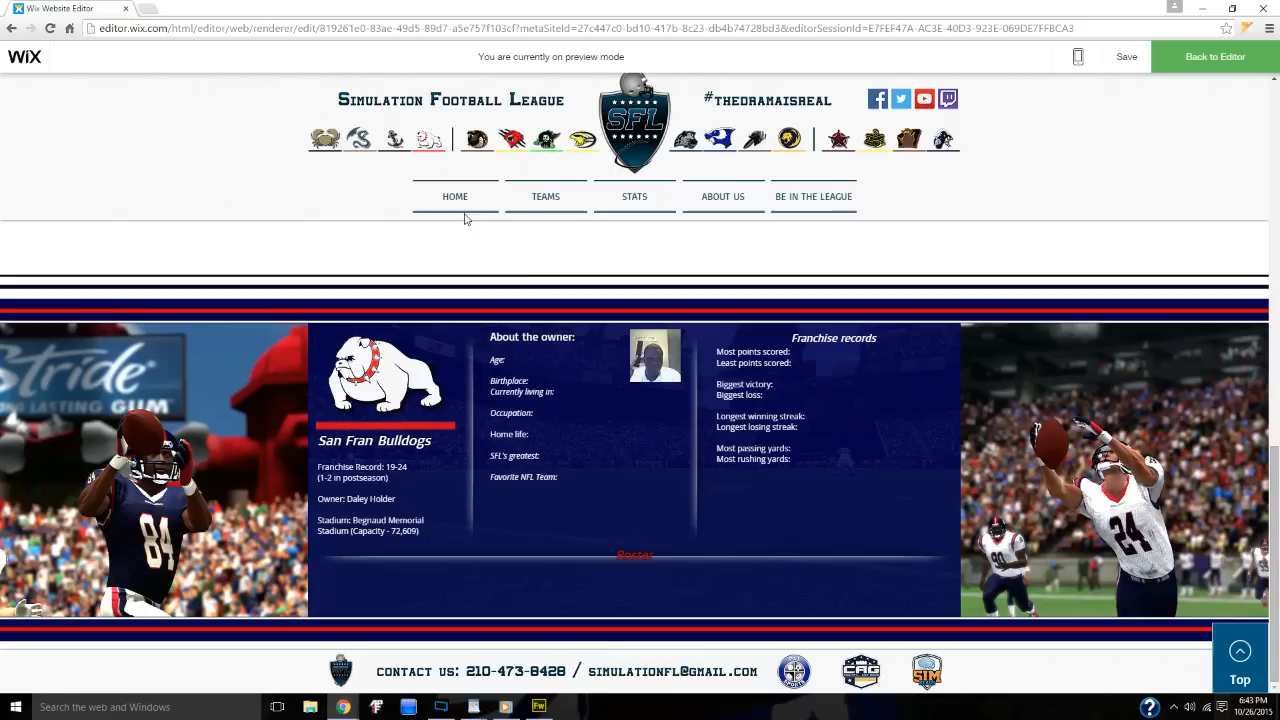 Wix Website Editor
editor.wix.com/html/editor/web/renderer/edit/819261e0-83ae-49d5-89d7-a5e757f103cf?metaSiteId=27c447c0-bd10-417b-8c23-db4b74728bd3&editorSessionId=E7FEF47A-AC3E-40D3-923E-069DE7FFBCA3
WiX
You are currently on preview mode
Save
Back to Editor
Simulation Football League
SFL
#THEDRAMAISREAL
HOME
TEAMS
STATS
ABOUT US
BE IN THE LEAGUE
Stride
LASTING GUM
84
San Fran Bulldogs
Franchise Record: 19-24
(1-2 in postseason)
Owner: Daley Holder
Stadium: Begnaud Memorial
Stadium (Capacity - 72,609)
About the owner:
Age:
Birthplace:
Currently living in:
Occupation:
Home life:
SFL's greatest:
Favorite NFL Team:
Franchise records
Most points scored:
Least points scored:
Biggest victory:
Biggest loss:
Longest winning streak:
Longest losing streak:
Most passing yards:
Most rushing yards:
Roster
24
CONTACT US: 210-473-8428 / SIMULATIONFL@GMAIL.COM
CAG
SIM
Top
Search the web and Windows
Fw
6:43 PM
10/26/2015